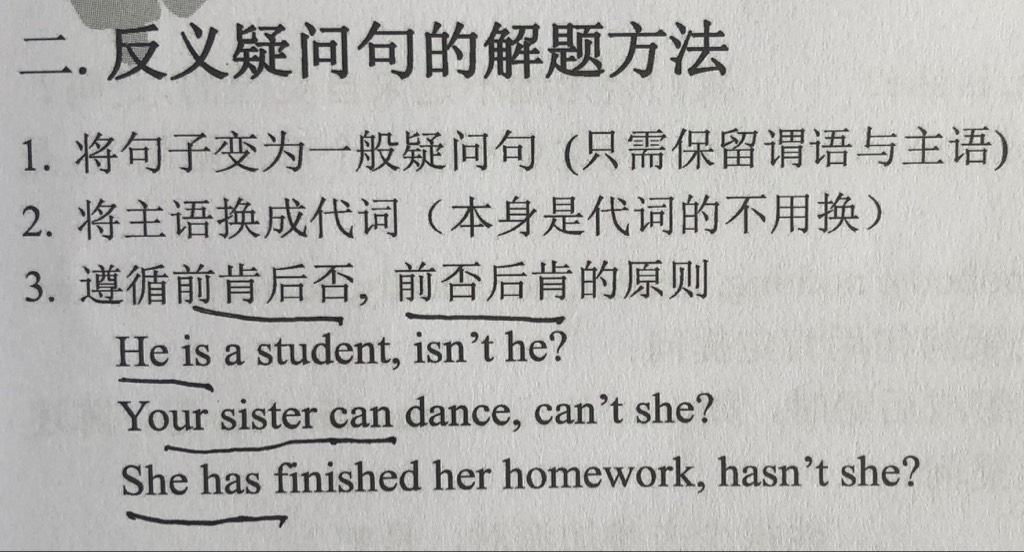 二. 反义疑问句的解题方法
1. 将句子变为一般疑问句 (只需保留谓语与主语)
2. 将主语换成代词（本身是代词的不用换）
3. 遵循前肯后否, 前否后肯的原则
He is a student, isn't he?
Your sister can dance, can't she?
She has finished her homework, hasn't she?